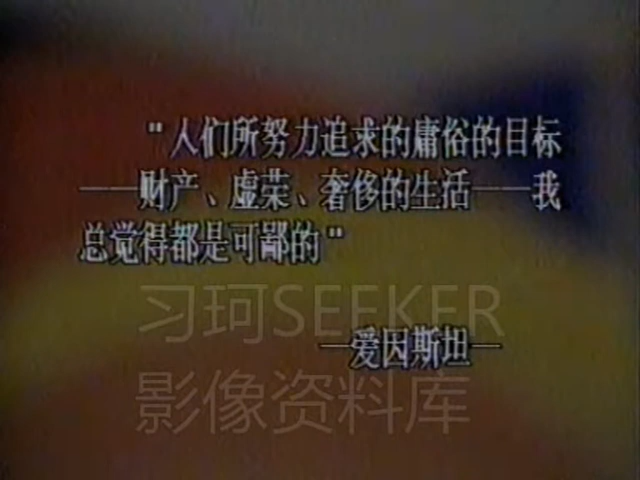 "人们所努力追求的庸俗的目标
——财产、虚荣、奢侈的生活——我
总觉得都是可鄙的"
习珂SEEKER
—爱因斯坦—
影像资料库